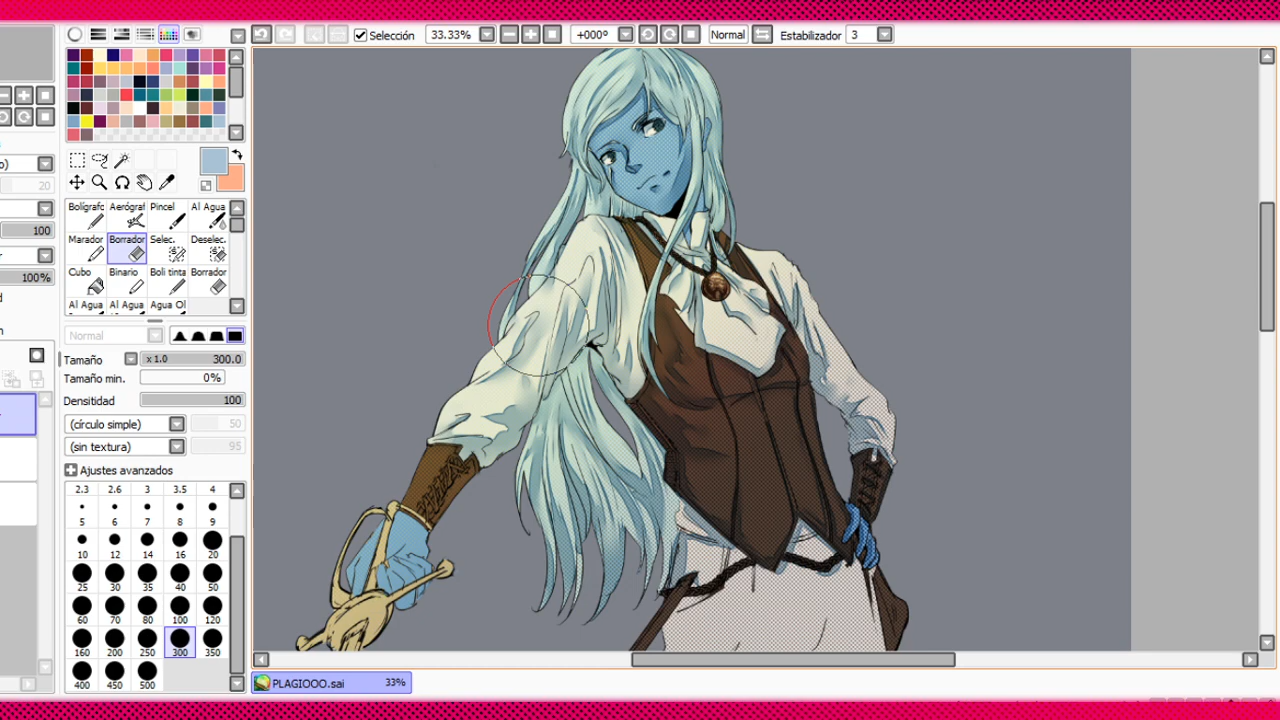 Selección 33.33% +000º Normal Estabilizador 3
o)
20
100
100%
Bolígrafo Aerógraf Pincel Al Agua
Marador Borrador Selec. Deselec.
Cubo Binario Boli tinta Borrador
Al Agua Al Agua Agua Ol
Normal
Tamaño x 1.0 300.0
Tamaño min. 0%
Densitidad 100
(círculo simple) 50
(sin textura) 95
Ajustes avanzados
2.3 2.6 3 3.5 4
5 6 7 8 9
10 12 14 16 20
25 30 35 40 50
60 70 80 100 120
160 200 250 300 350
400 450 500
PLAGIOOO.sai 33%